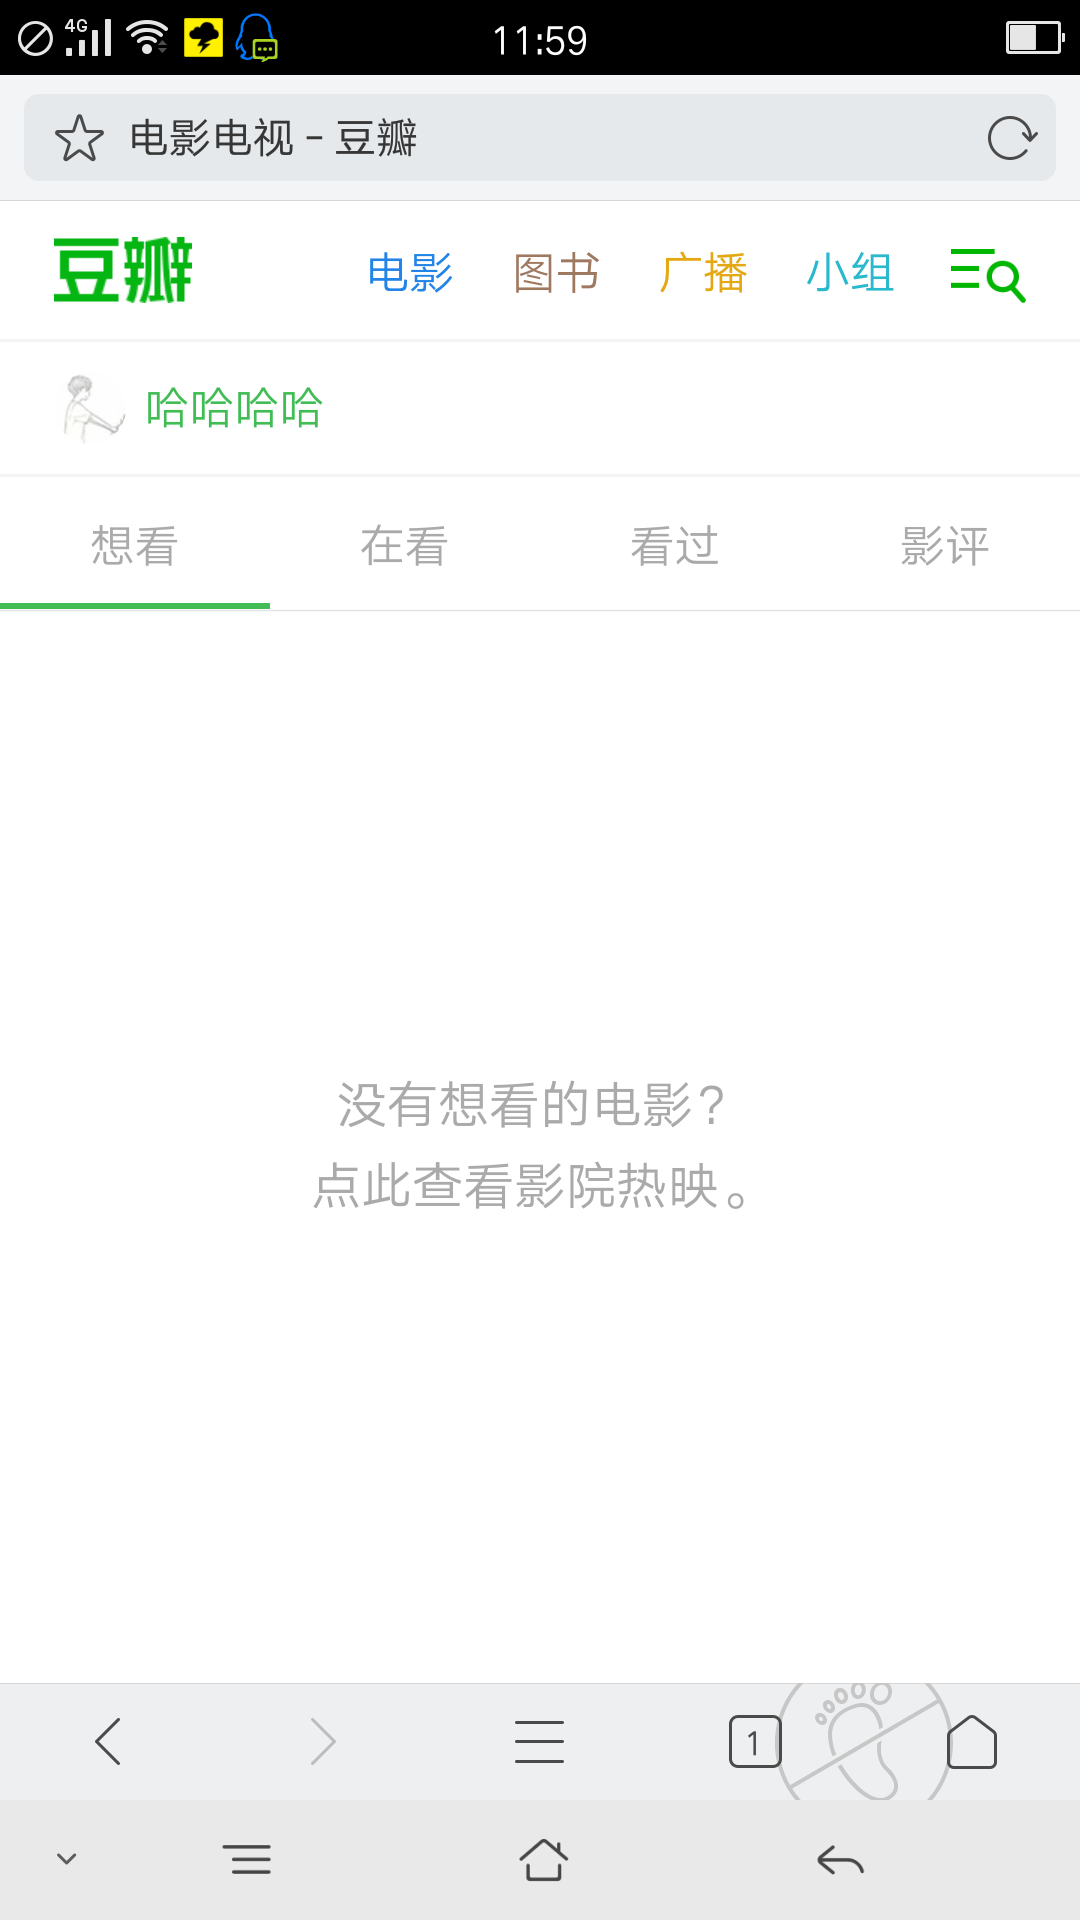 4G 11:59
电影电视 - 豆瓣
豆瓣 电影 图书 广播 小组
哈哈哈哈
想看 在看 看过 影评
没有想看的电影?
点此查看影院热映。
1